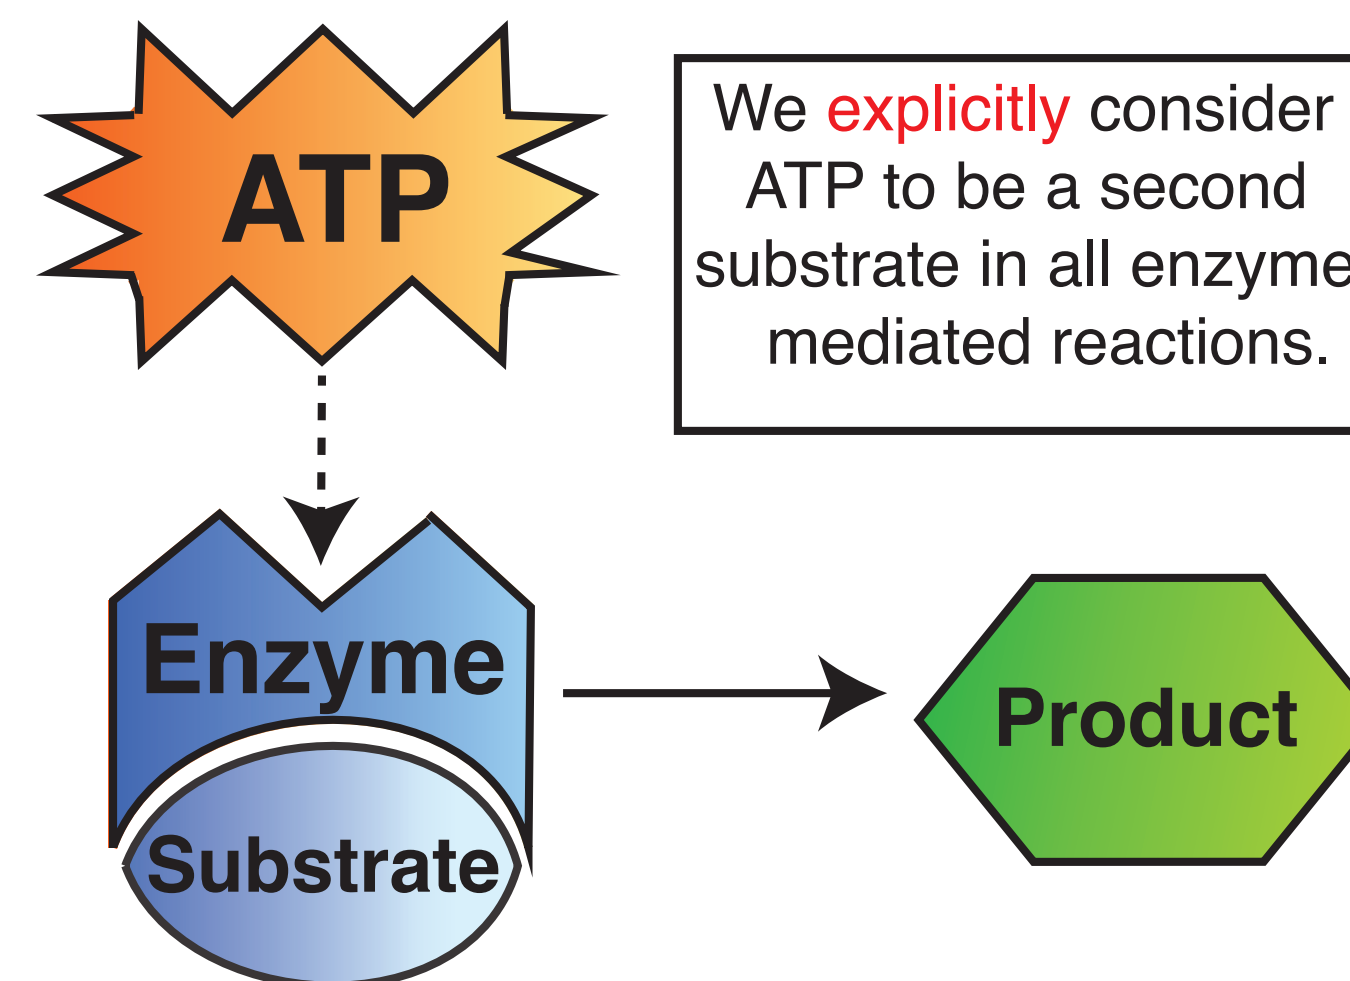 We explicitly consider
ATP
ATP to be a second
substrate in all enzyme
mediated reactions.
Enzyme
Product
Substrate